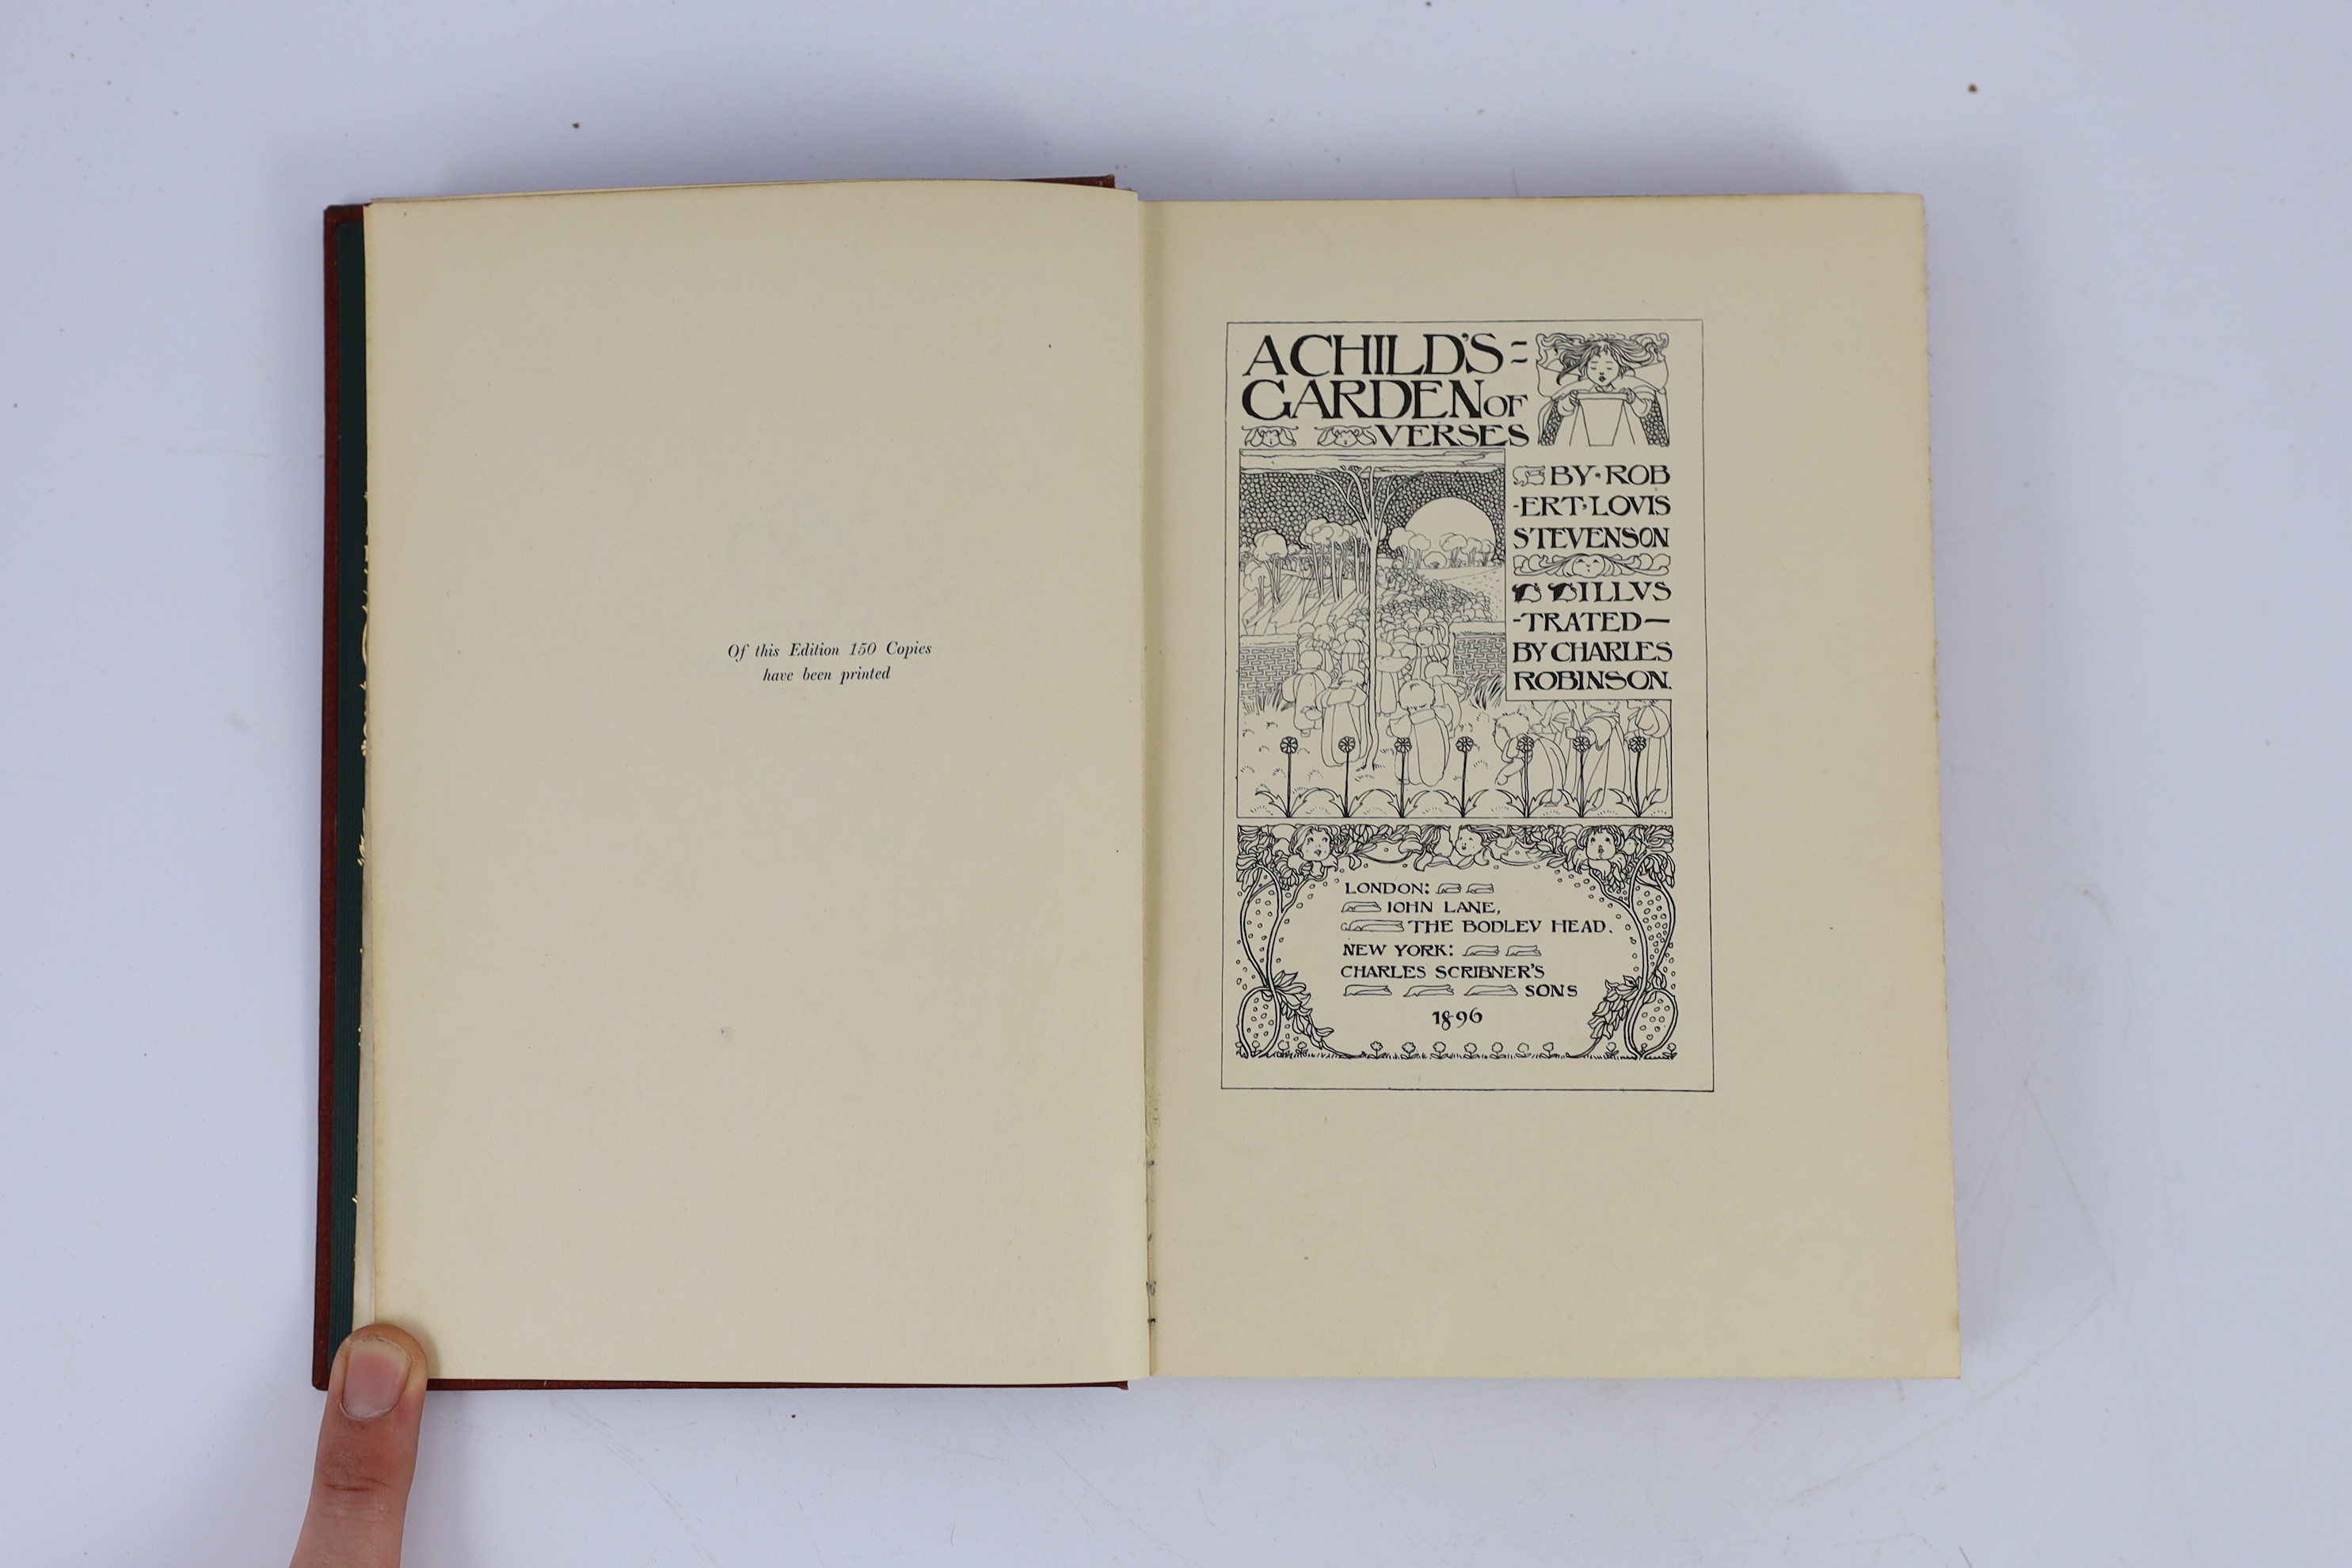 Of this Edition 150 Copies
have been printed
A CHILD'S =
GARDEN OF
VERSES
BY · ROB
-ERT · LOVIS
STEVENSON
ILLVS
-TRATED—
BY CHARLES
ROBINSON.
LONDON:
IOHN LANE,
THE BODLEY HEAD.
NEW YORK:
CHARLES SCRIBNER'S
SONS
1896